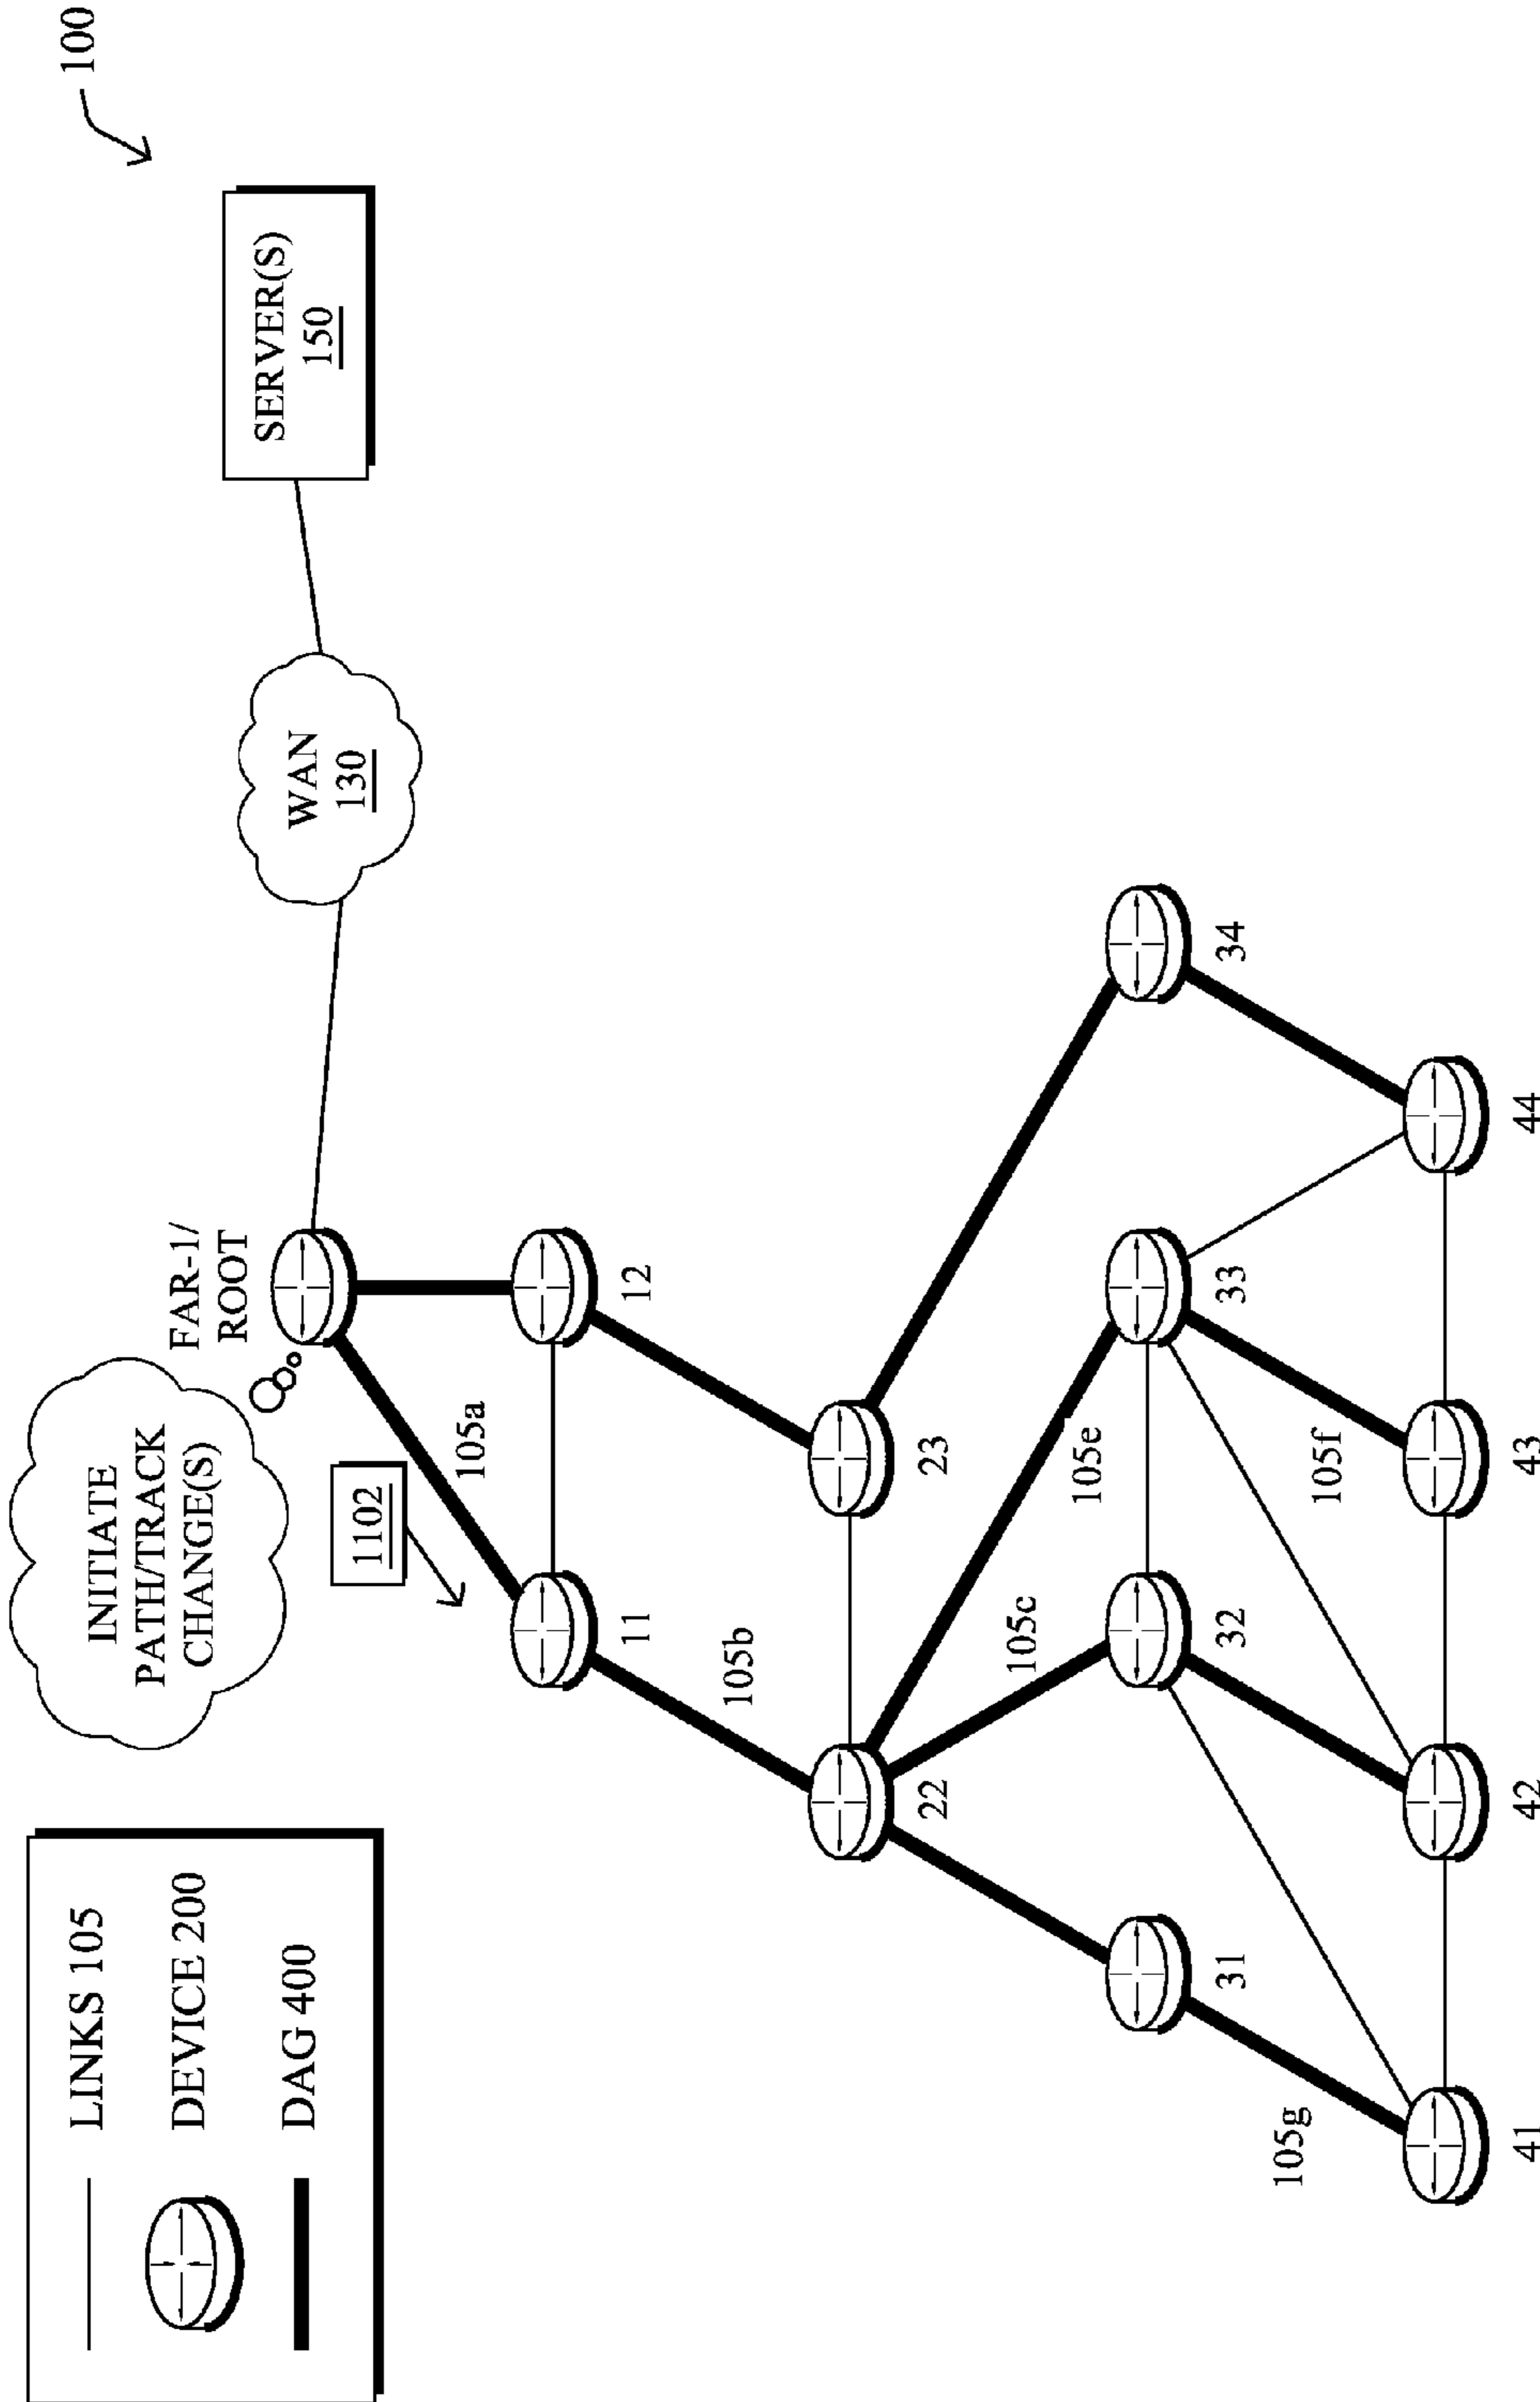 100
LINKS 105
DEVICE 200
DAG 400
INITIATE
PATH/TRACK
CHANGE(S)
FAR-1/
ROOT
WAN
130
SERVER(S)
150
1102
105a
11
12
105b
22
23
105c
105e
31
32
33
34
105g
105f
41
42
43
44